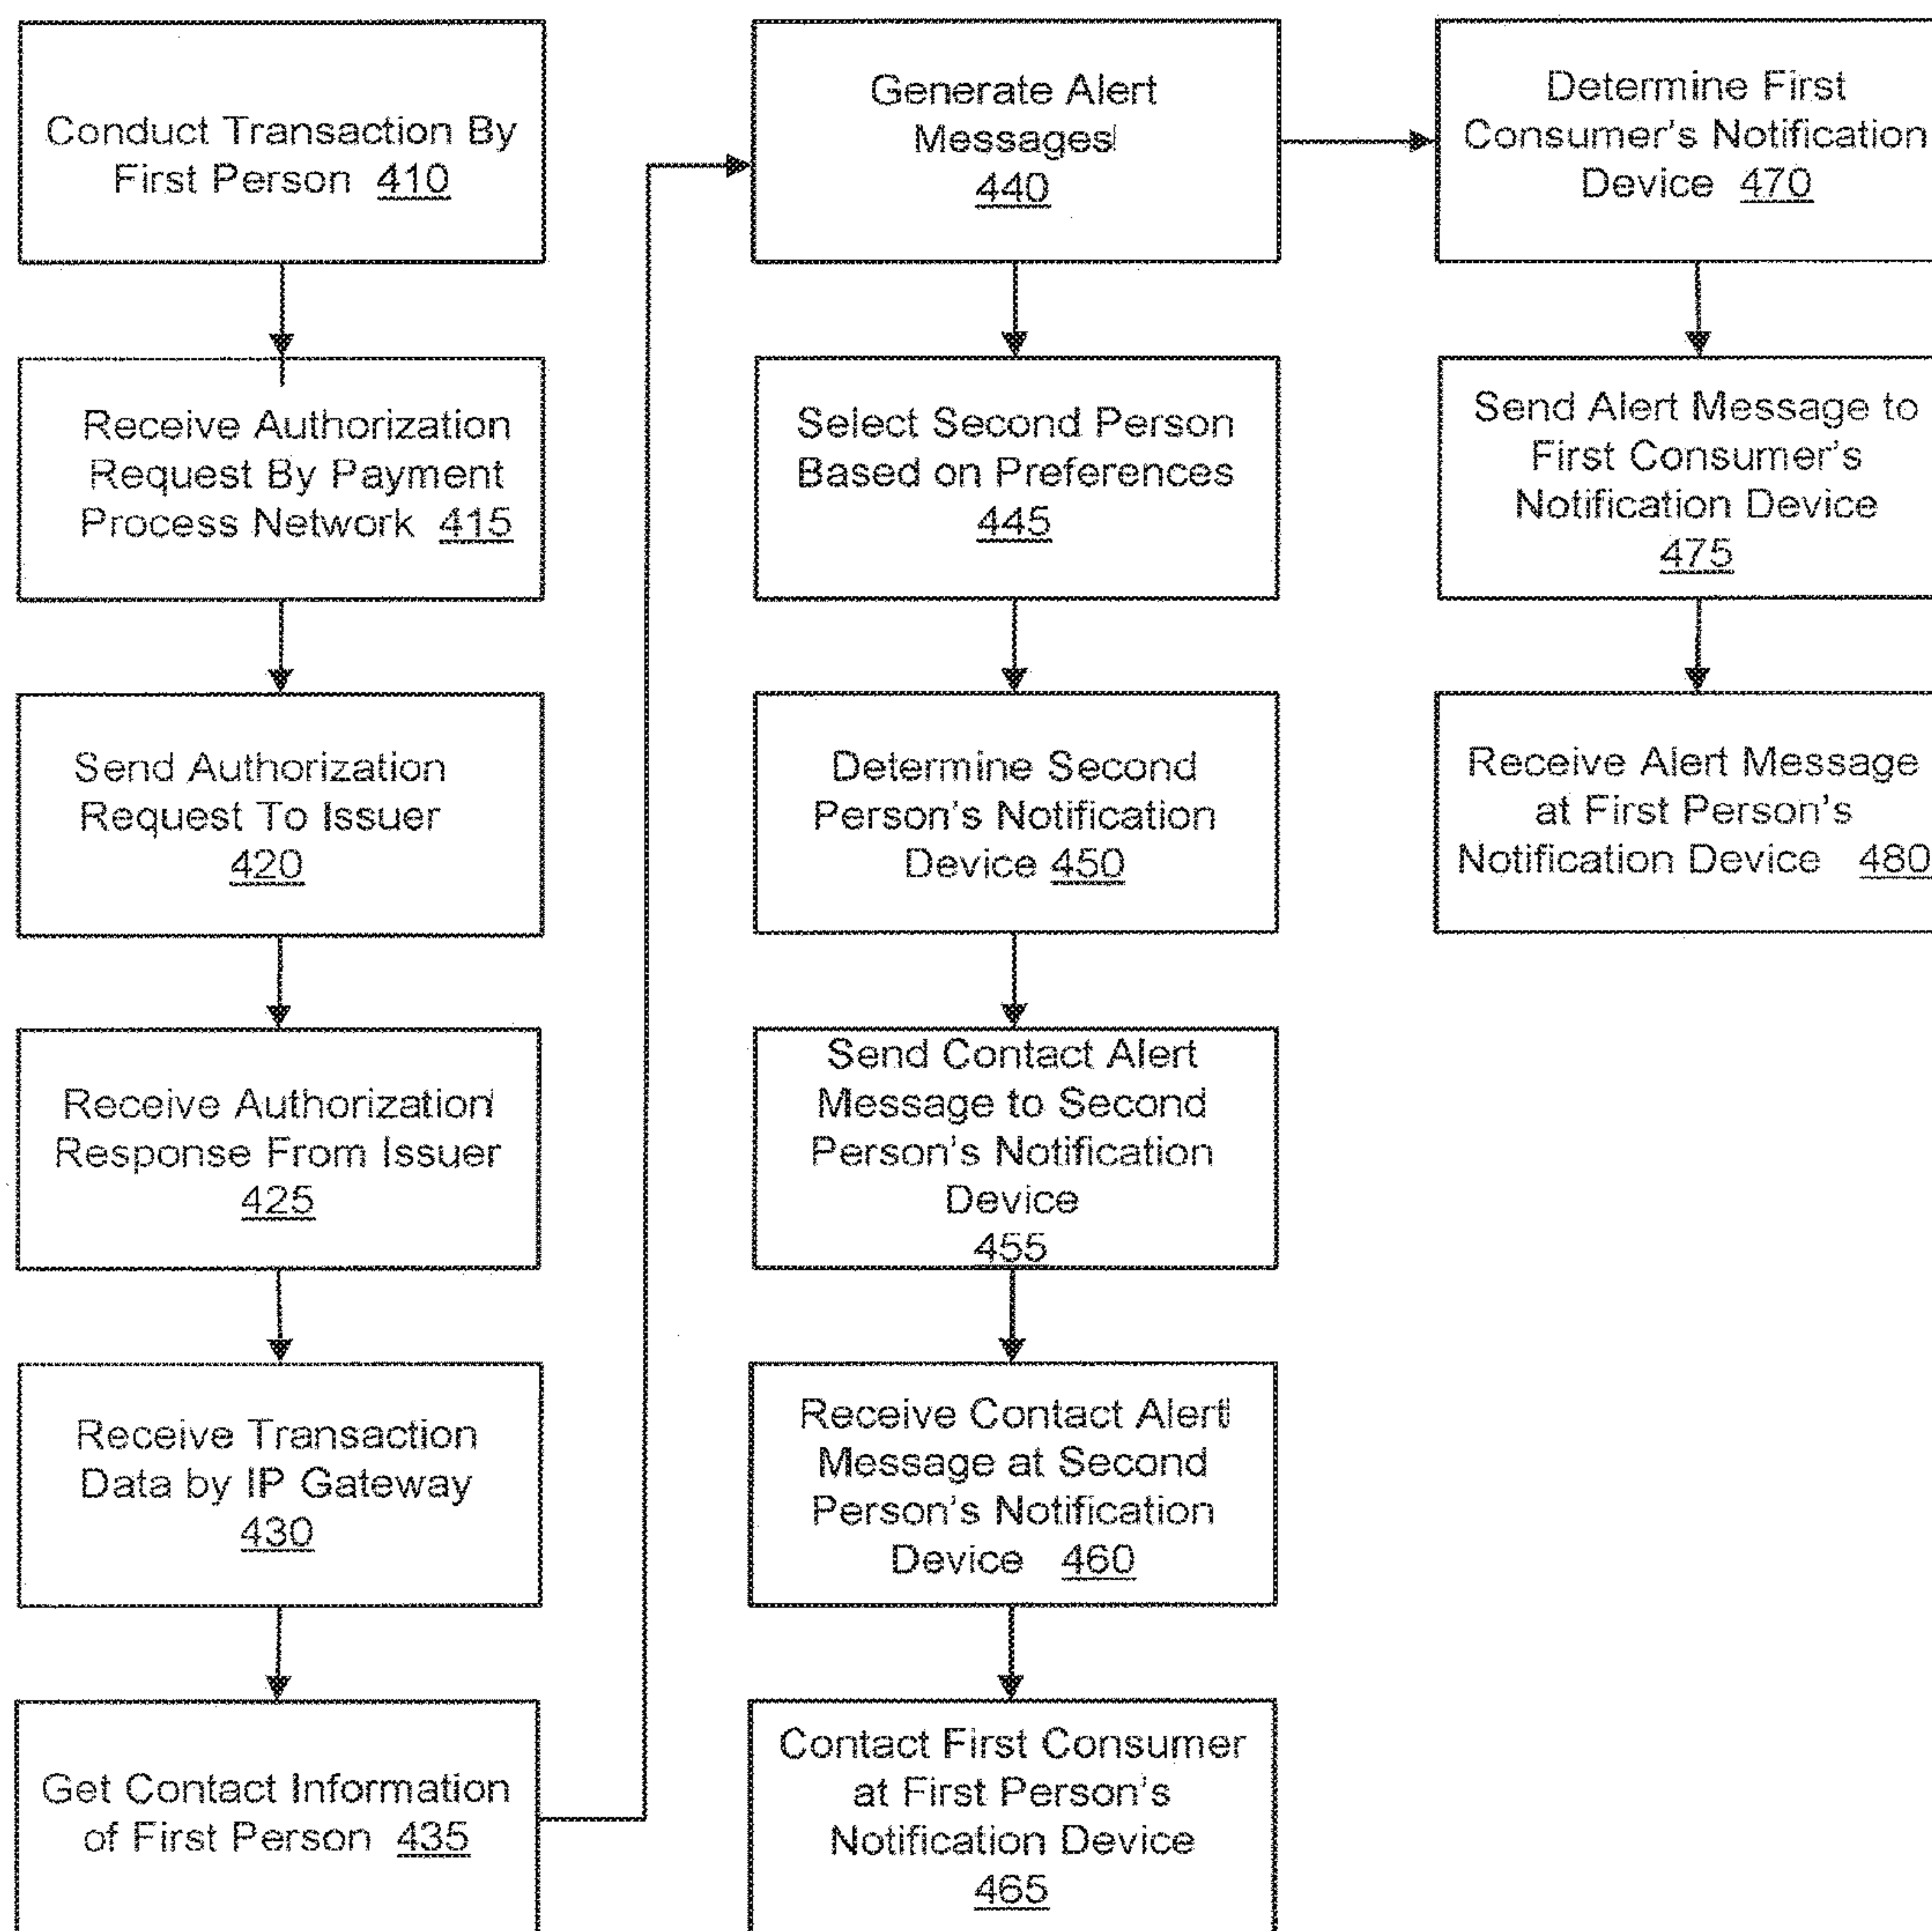 Conduct Transaction By
First Person 410
Receive Authorization
Request By Payment
Process Network 415
Send Authorization
Request To Issuer
420
Receive Authorization
Response From Issuer
425
Receive Transaction
Data by IP Gateway
430
Get Contact Information
of First Person 435
Generate Alert
Messages
440
Select Second Person
Based on Preferences
445
Determine Second
Person's Notification
Device 450
Send Contact Alert
Message to Second
Person's Notification
Device
455
Receive Contact Alert
Message at Second
Person's Notification
Device 460
Contact First Consumer
at First Person's
Notification Device
465
Determine First
Consumer's Notification
Device 470
Send Alert Message to
First Consumer's
Notification Device
475
Receive Alert Message
at First Person's
Notification Device 480